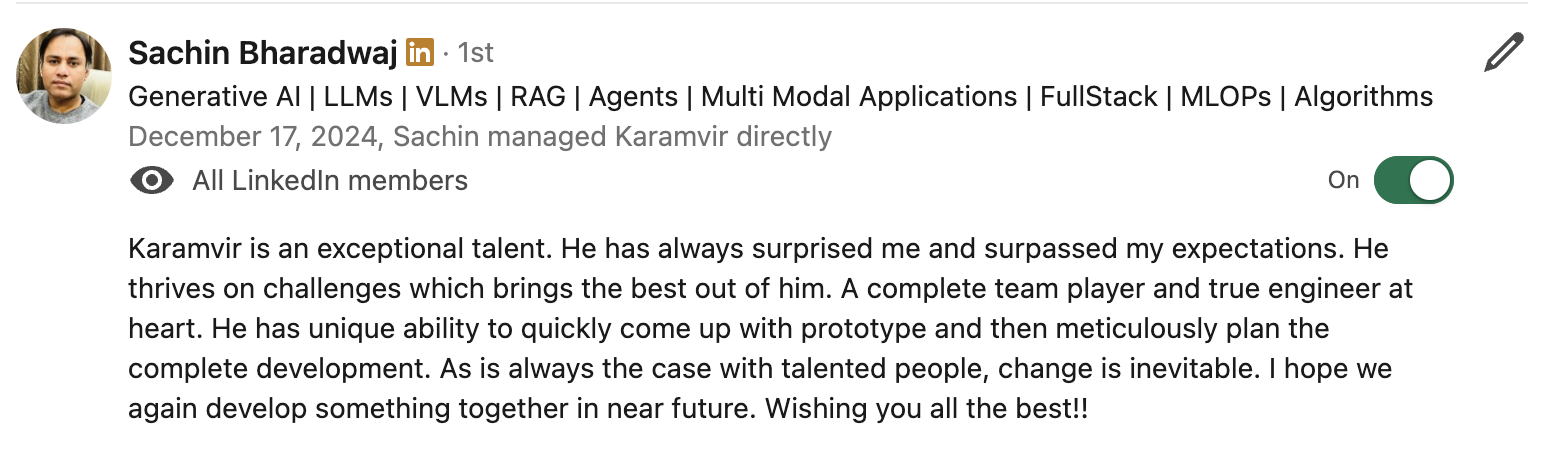 Sachin Bharadwaj in · 1st
Generative AI | LLMs | VLMs | RAG | Agents | Multi Modal Applications | FullStack | MLOPs | Algorithms
December 17, 2024, Sachin managed Karamvir directly
All LinkedIn members On
Karamvir is an exceptional talent. He has always surprised me and surpassed my expectations. He
thrives on challenges which brings the best out of him. A complete team player and true engineer at
heart. He has unique ability to quickly come up with prototype and then meticulously plan the
complete development. As is always the case with talented people, change is inevitable. I hope we
again develop something together in near future. Wishing you all the best!!